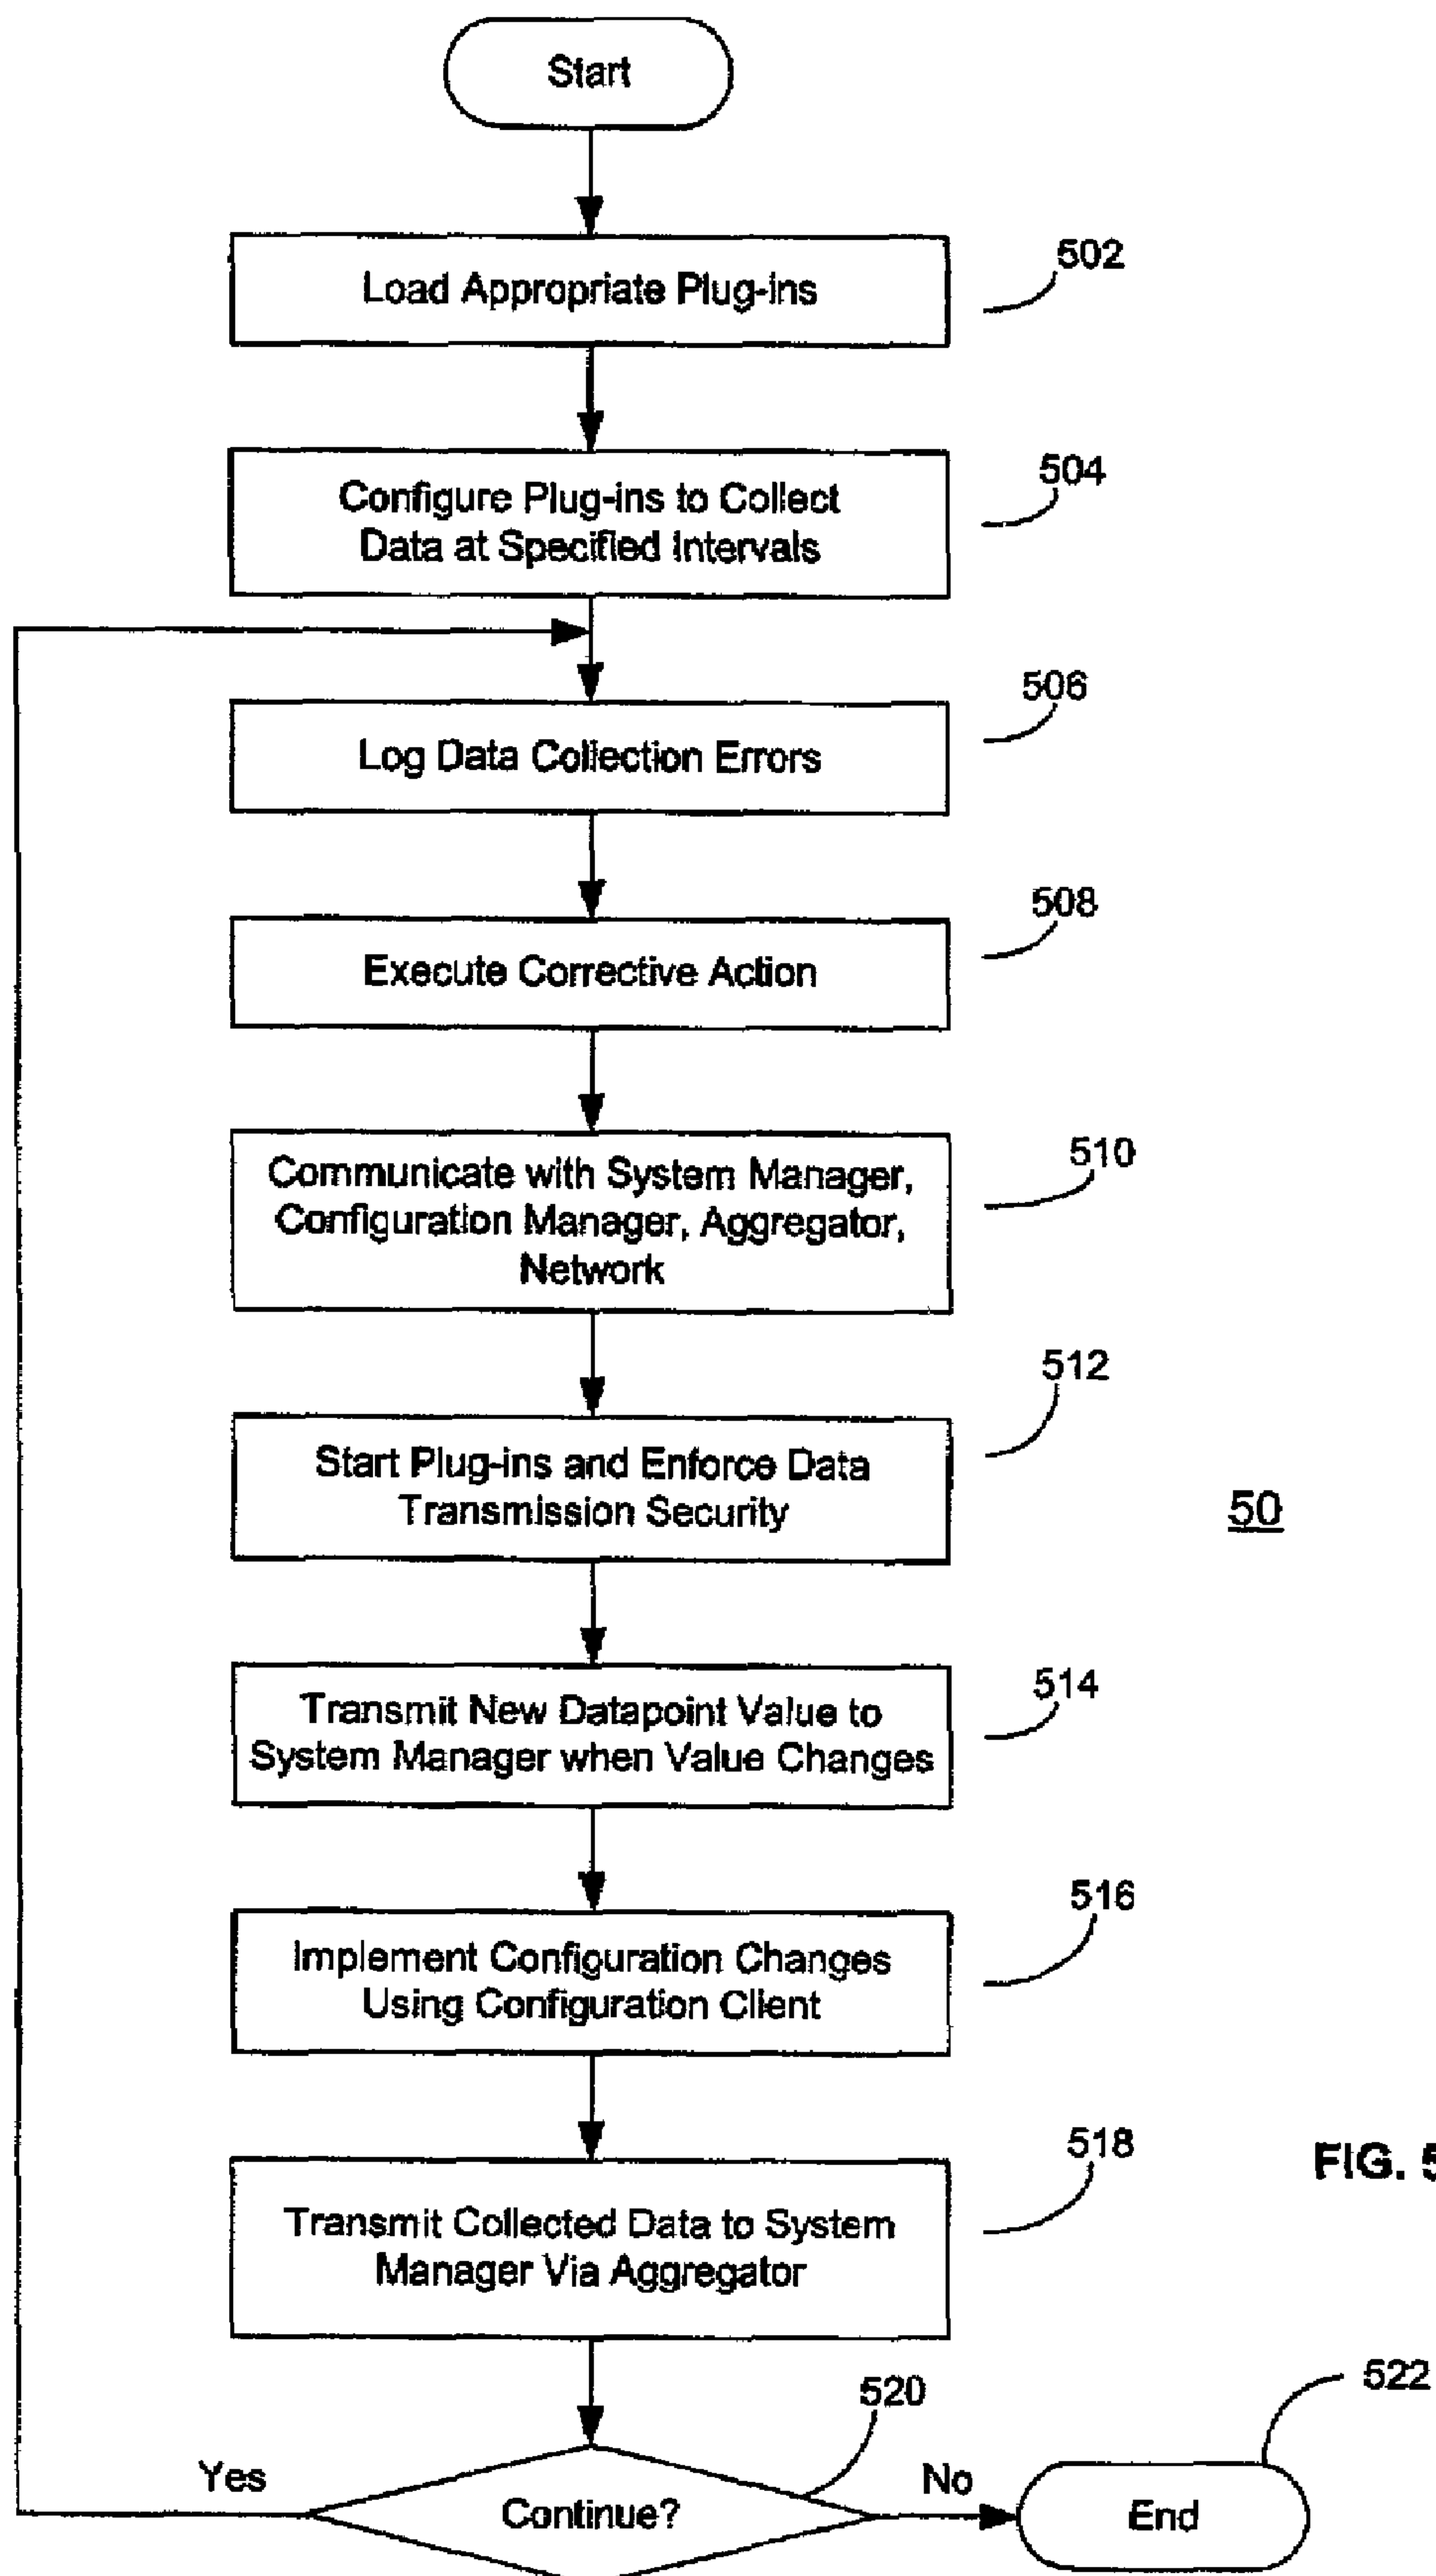 Start
Load Appropriate Plug-ins
502
Configure Plug-ins to Collect
Data at Specified Intervals
504
Log Data Collection Errors
506
Execute Corrective Action
508
Communicate with System Manager,
Configuration Manager, Aggregator,
Network
510
Start Plug-ins and Enforce Data
Transmission Security
512
50
Transmit New Datapoint Value to
System Manager when Value Changes
514
Implement Configuration Changes
Using Configuration Client
516
Transmit Collected Data to System
Manager Via Aggregator
518
FIG. 5
520
522
Yes
Continue?
No
End